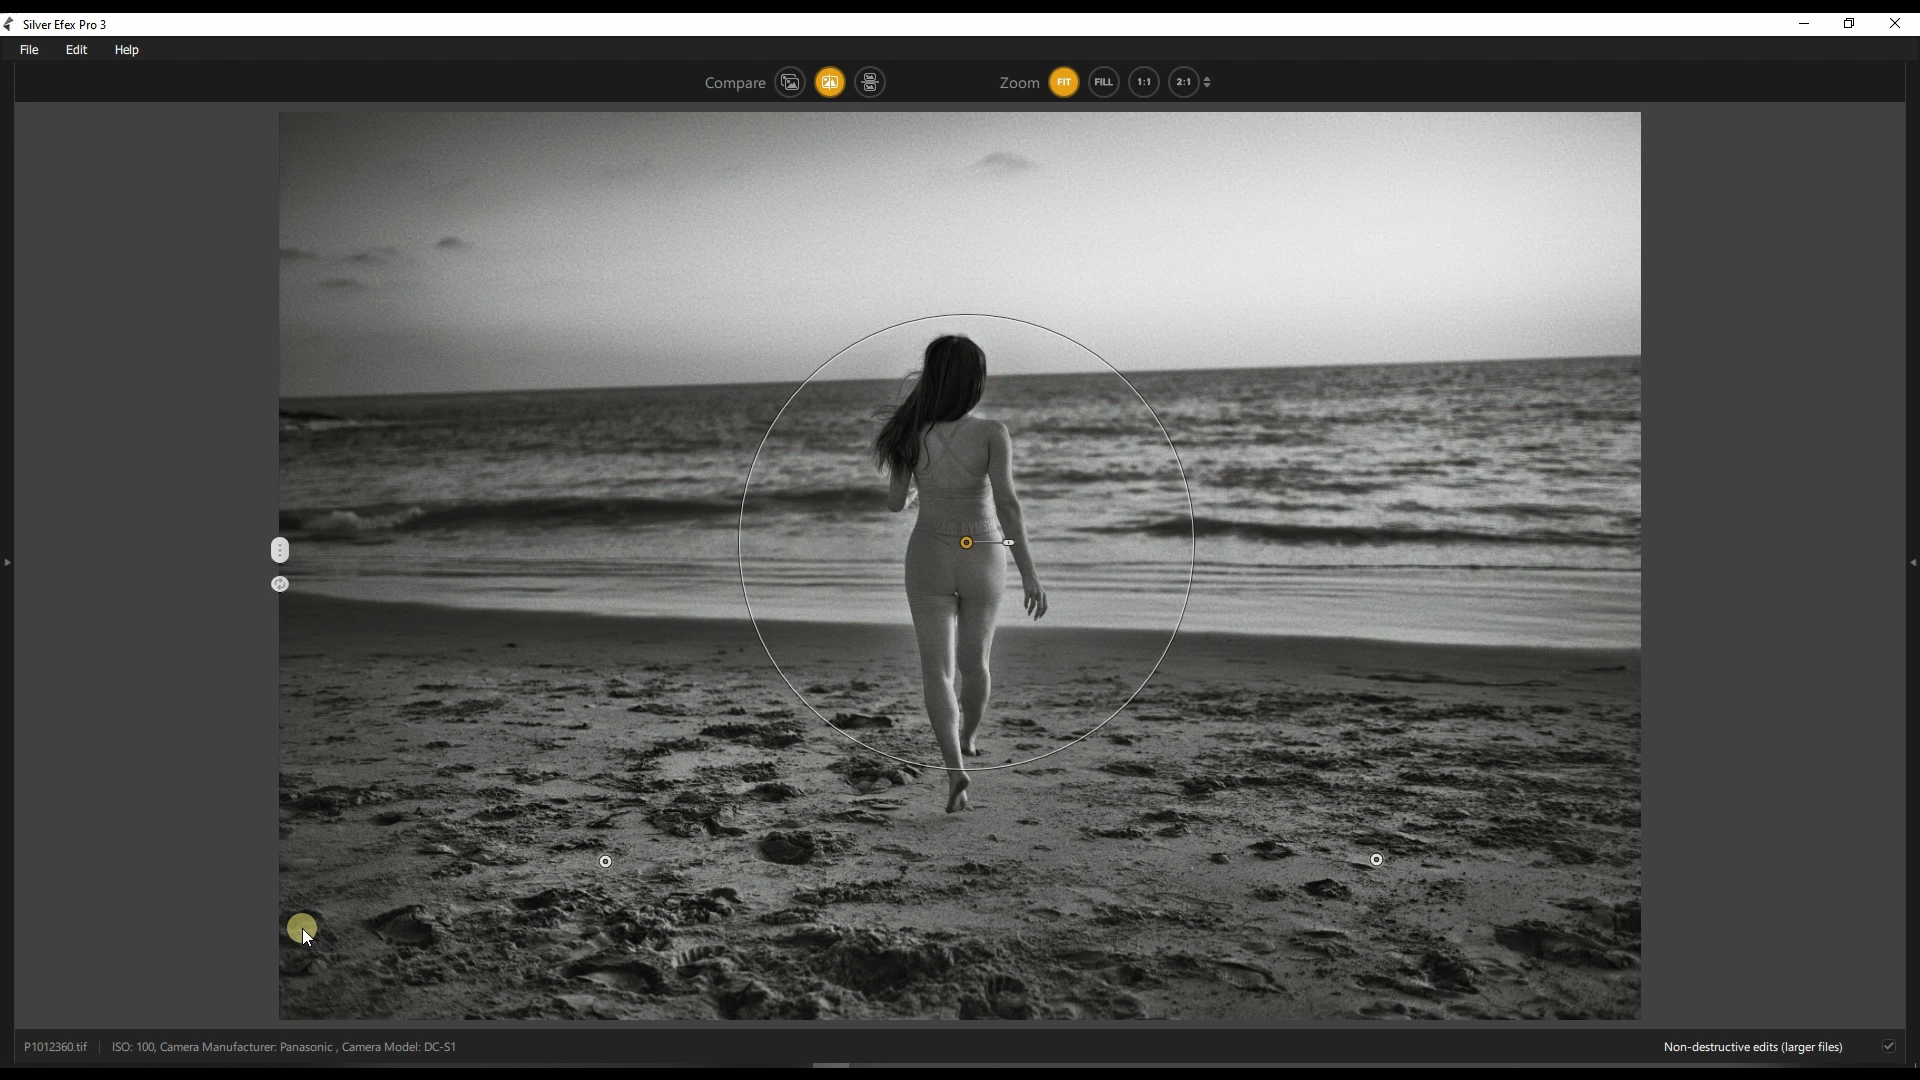 Silver Efex Pro 3
File Edit Help
Compare Zoom FIT FILL 1:1 2:1
P1012360.tif ISO: 100, Camera Manufacturer: Panasonic , Camera Model: DC-S1 Non-destructive edits (larger files)